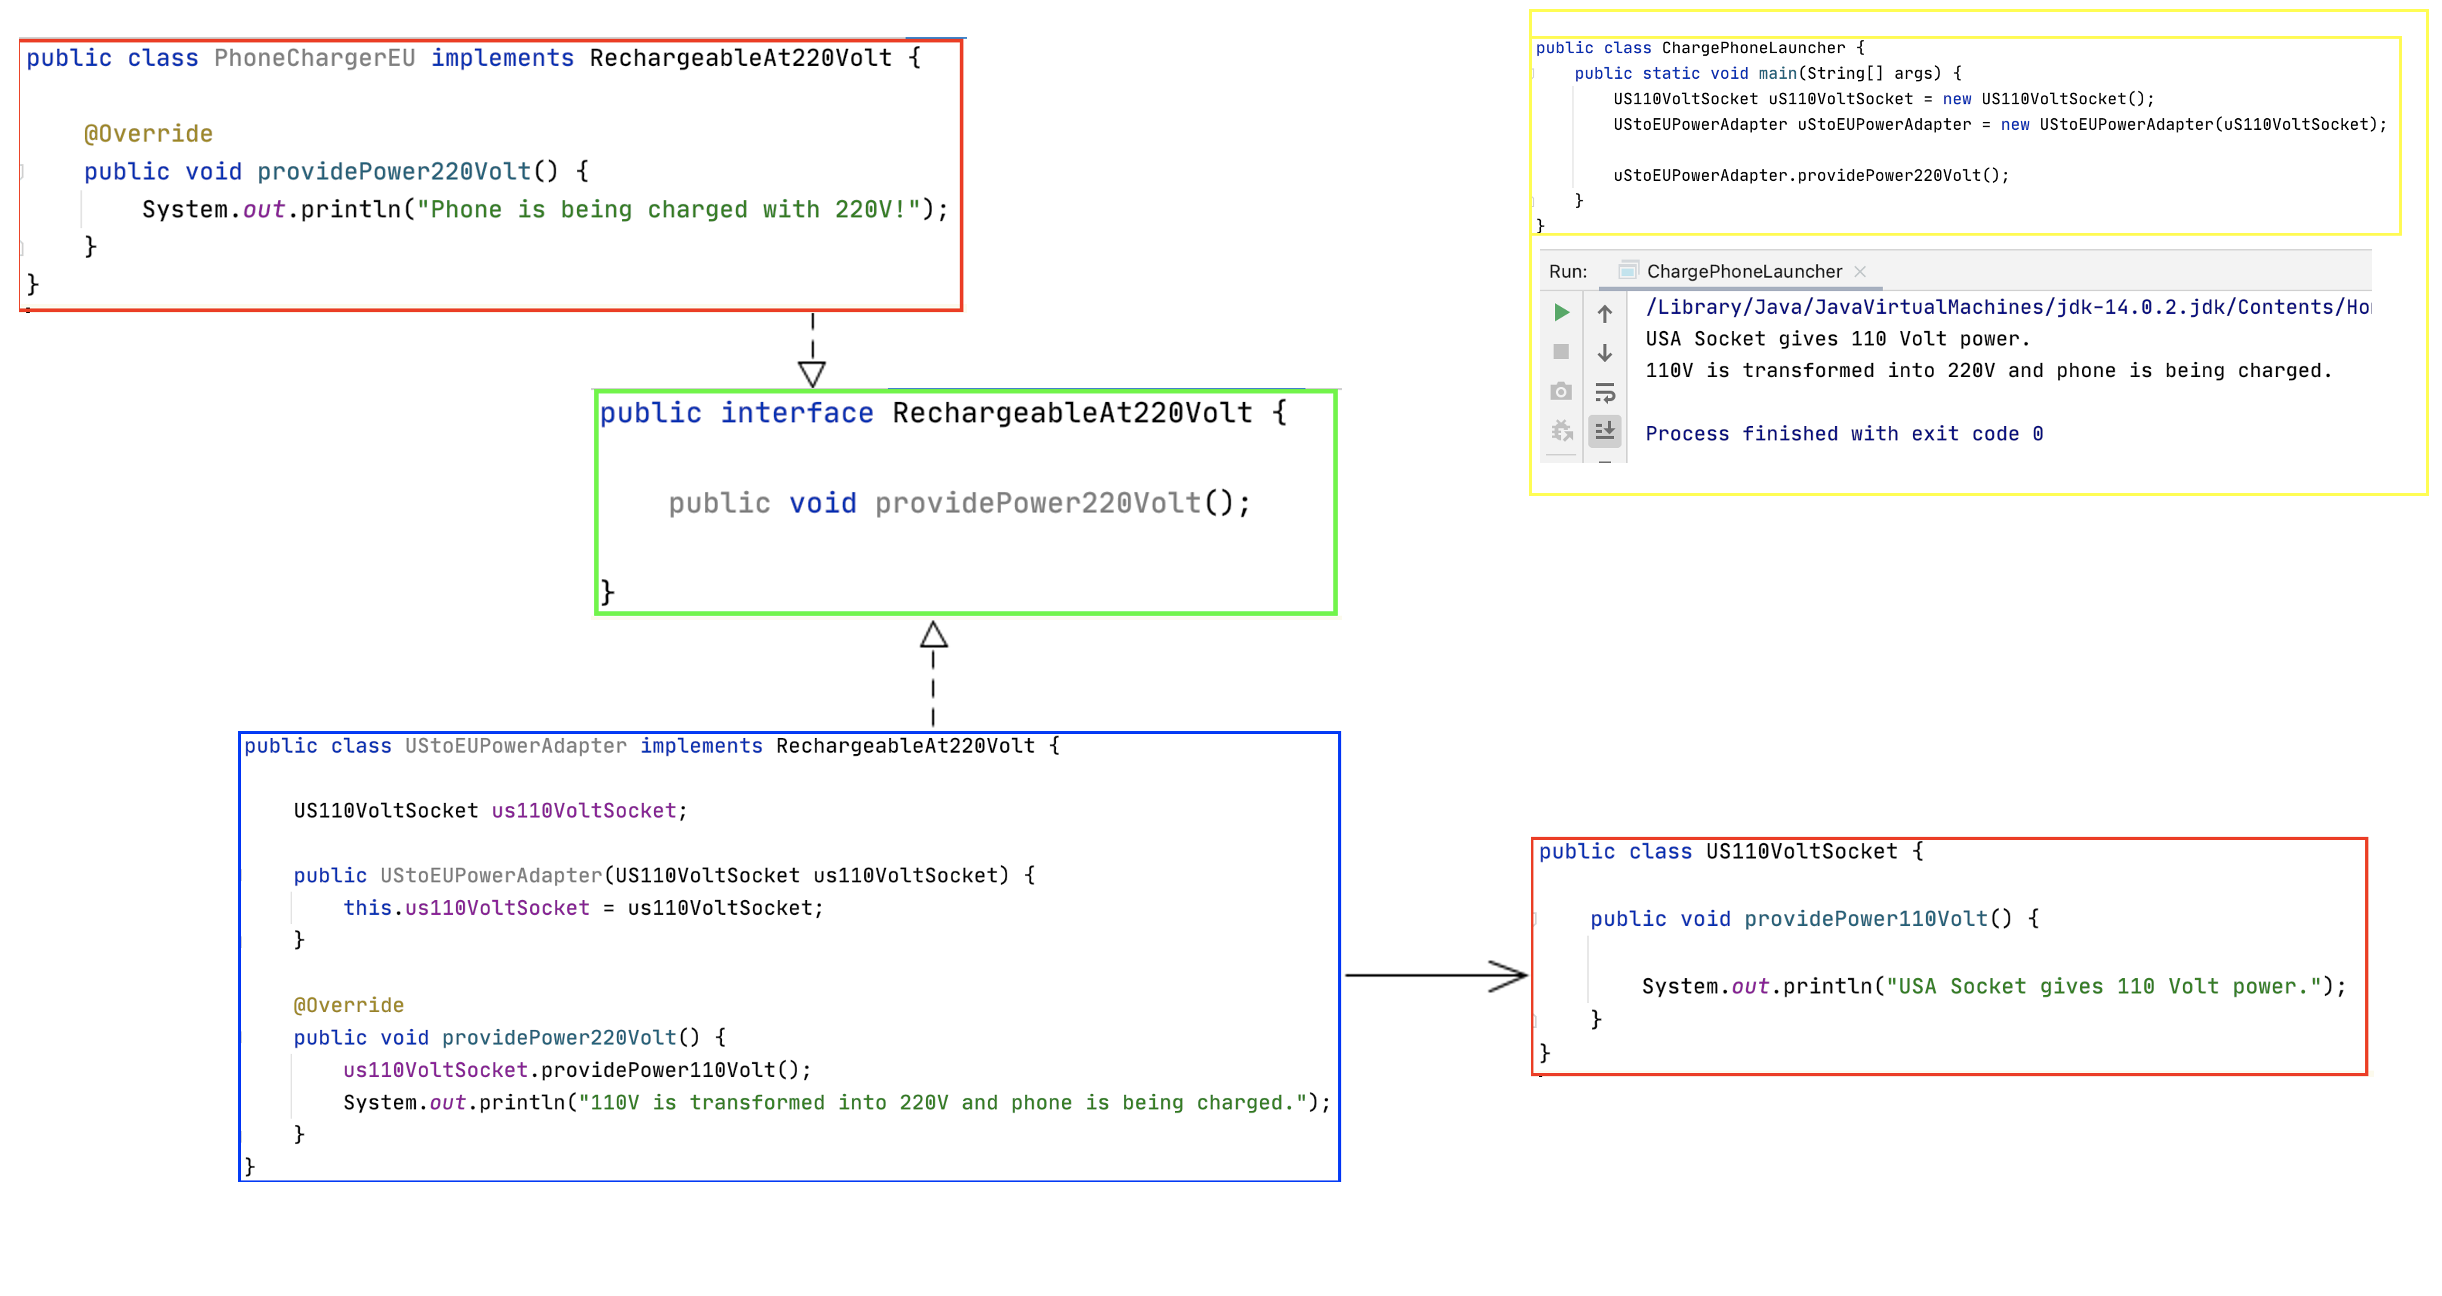 public class PhoneChargerEU implements RechargeableAt220Volt {
@Override
public void providePower220Volt() {
System.out.println("Phone is being charged with 220V!");
}
}
public interface RechargeableAt220Volt {
public void providePower220Volt();
}
public class UStoEUPowerAdapter implements RechargeableAt220Volt {
US110VoltSocket us110VoltSocket;
public UStoEUPowerAdapter(US110VoltSocket us110VoltSocket) {
this.us110VoltSocket = us110VoltSocket;
}
@Override
public void providePower220Volt() {
us110VoltSocket.providePower110Volt();
System.out.println("110V is transformed into 220V and phone is being charged.");
}
}
public class ChargePhoneLauncher {
public static void main(String[] args) {
US110VoltSocket uS110VoltSocket = new US110VoltSocket();
UStoEUPowerAdapter uStoEUPowerAdapter = new UStoEUPowerAdapter(uS110VoltSocket);
uStoEUPowerAdapter.providePower220Volt();
}
}
Run: ChargePhoneLauncher
/Library/Java/JavaVirtualMachines/jdk-14.0.2.jdk/Contents/Ho
USA Socket gives 110 Volt power.
110V is transformed into 220V and phone is being charged.
Process finished with exit code 0
public class US110VoltSocket {
public void providePower110Volt() {
System.out.println("USA Socket gives 110 Volt power.");
}
}